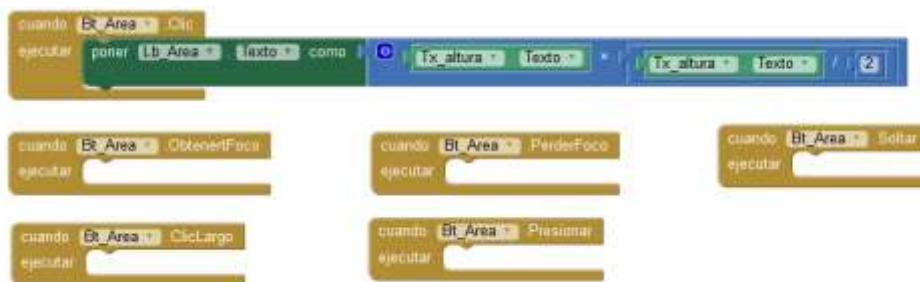 cuando Bt_Area Clic
ejecutar poner Lb_Area Texto como Tx_altura Texto × Tx_altura Texto / 2
cuando Bt_Area ObtenertFoco
ejecutar
cuando Bt_Area PerderFoco
ejecutar
cuando Bt_Area Soltar
ejecutar
cuando Bt_Area ClicLargo
ejecutar
cuando Bt_Area Presionar
ejecutar